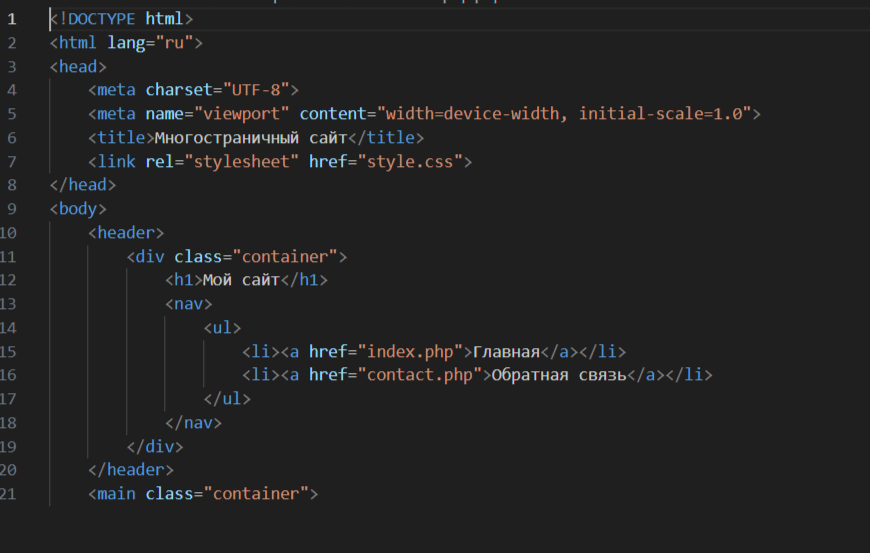 1 <!DOCTYPE html>
2 <html lang="ru">
3 <head>
4     <meta charset="UTF-8">
5     <meta name="viewport" content="width=device-width, initial-scale=1.0">
6     <title>Многостраничный сайт</title>
7     <link rel="stylesheet" href="style.css">
8 </head>
9 <body>
10     <header>
11         <div class="container">
12             <h1>Мой сайт</h1>
13             <nav>
14                 <ul>
15                     <li><a href="index.php">Главная</a></li>
16                     <li><a href="contact.php">Обратная связь</a></li>
17                 </ul>
18             </nav>
19         </div>
20     </header>
21     <main class="container">